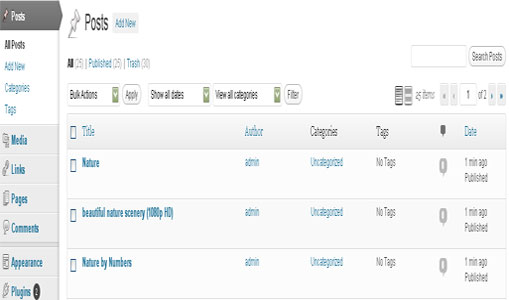 Posts
All Posts
Add New
Categories
Tags
Media
Links
Pages
Comments
Appearance
Plugins 2
Posts Add New
All (25) | Published (25) | Trash (30)
Search Posts
Bulk Actions Apply Show all dates View all categories Filter 25 items « ‹ 1 of 2 › »
Title Author Categories Tags Date
Nature admin Uncategorized No Tags 0 1 min ago
Published
beautiful nature scenery (1080p HD) admin Uncategorized No Tags 0 1 min ago
Published
Nature by Numbers admin Uncategorized No Tags 0 1 min ago
Published